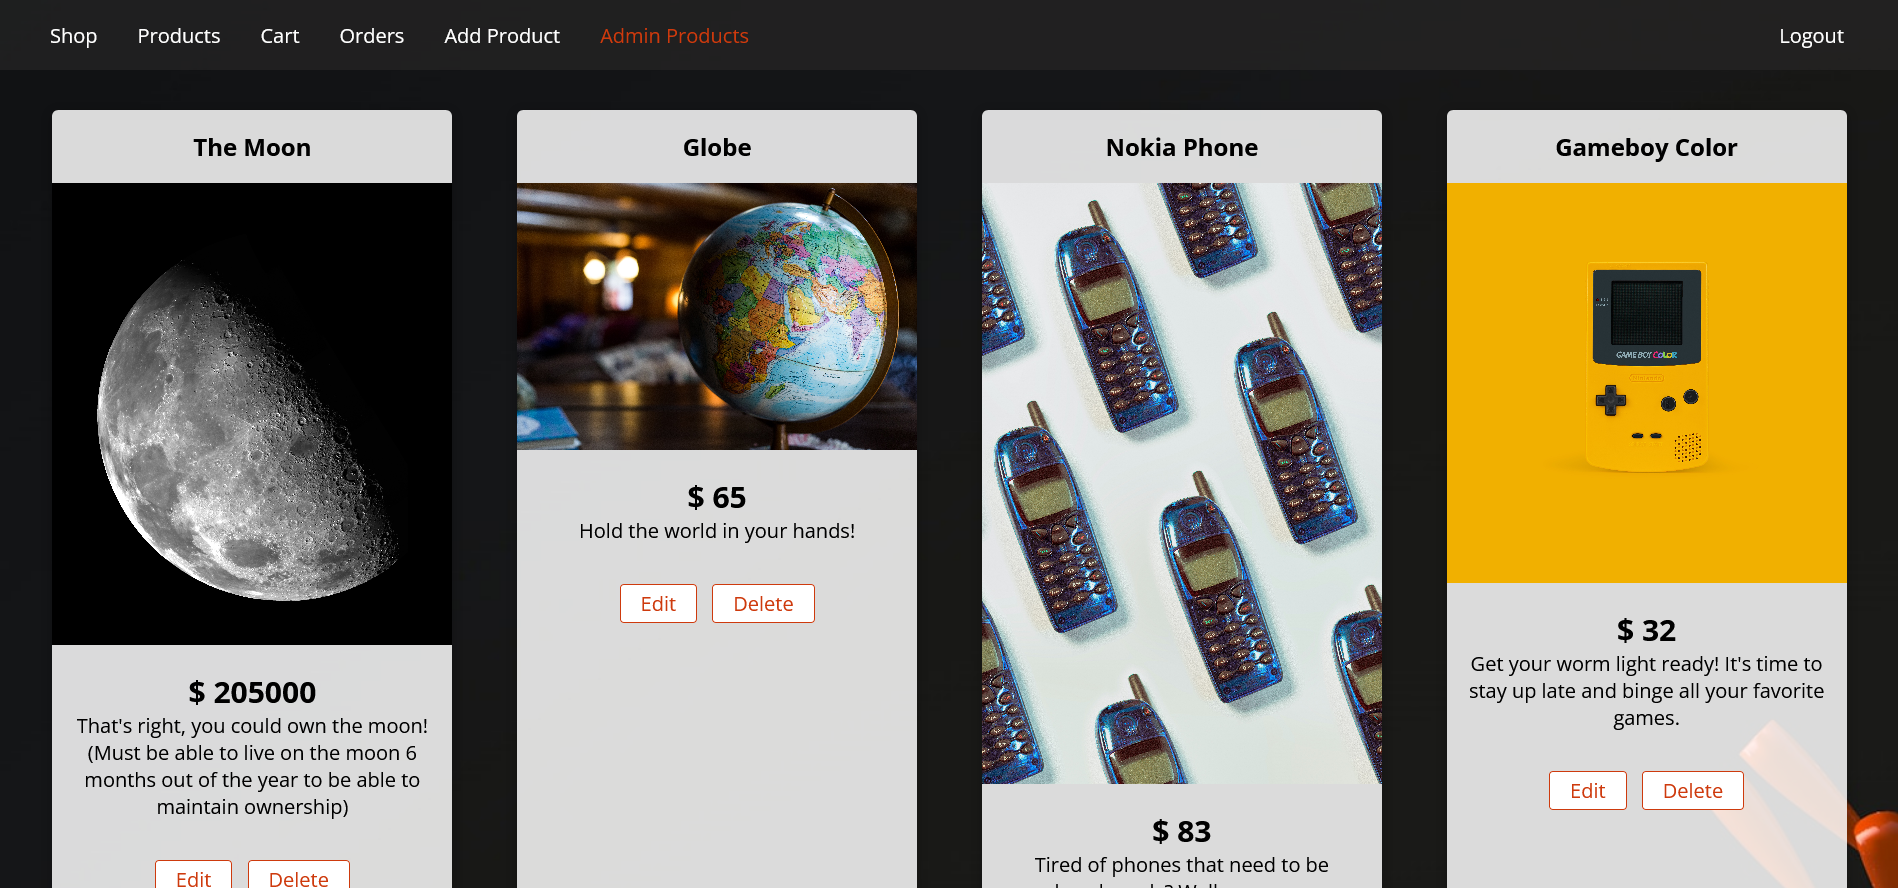 Shop
Products
Cart
Orders
Add Product
Admin Products
Logout
The Moon
$ 205000
That's right, you could own the moon!
(Must be able to live on the moon 6
months out of the year to be able to
maintain ownership)
Edit
Delete
Globe
$ 65
Hold the world in your hands!
Edit
Delete
Nokia Phone
$ 83
Tired of phones that need to be
Gameboy Color
GAME BOY COLOR
Nintendo
$ 32
Get your worm light ready! It's time to
stay up late and binge all your favorite
games.
Edit
Delete